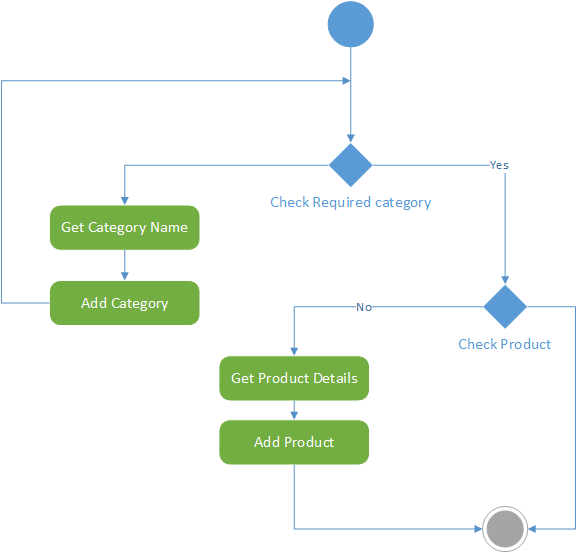 Yes
Check Required category
Get Category Name
Add Category
No
Check Product
Get Product Details
Add Product